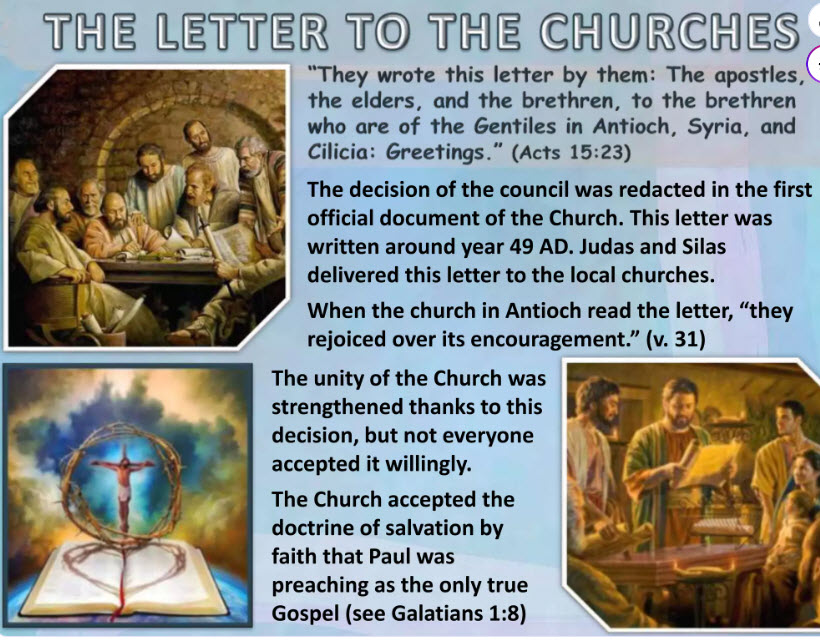 THE LETTER TO THE CHURCHES
“They wrote this letter by them: The apostles,
the elders, and the brethren, to the brethren
who are of the Gentiles in Antioch, Syria, and
Cilicia: Greetings.” (Acts 15:23)
The decision of the council was redacted in the first
official document of the Church. This letter was
written around year 49 AD. Judas and Silas
delivered this letter to the local churches.
When the church in Antioch read the letter, “they
rejoiced over its encouragement.” (v. 31)
The unity of the Church was
strengthened thanks to this
decision, but not everyone
accepted it willingly.
The Church accepted the
doctrine of salvation by
faith that Paul was
preaching as the only true
Gospel (see Galatians 1:8)